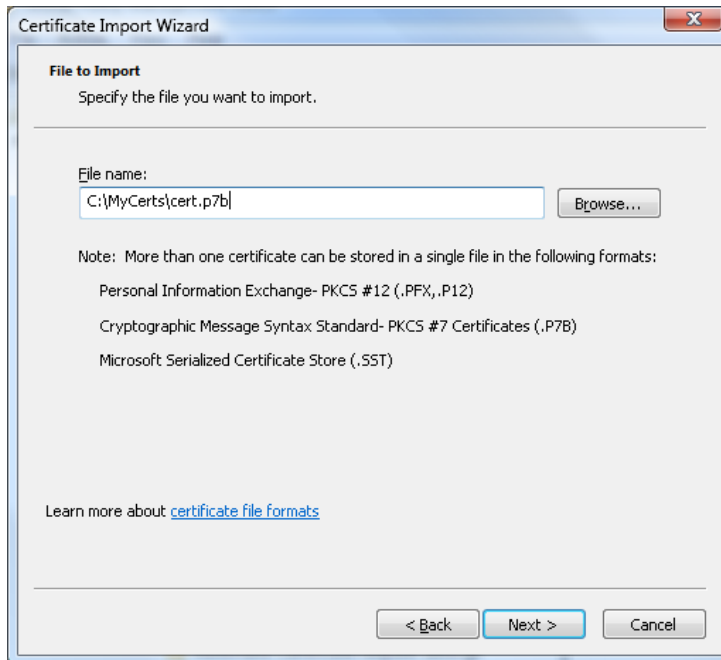 Certificate Import Wizard
File to Import
Specify the file you want to import.
File name:
C:\MyCerts\cert.p7b
Browse...
Note: More than one certificate can be stored in a single file in the following formats:
Personal Information Exchange- PKCS #12 (.PFX,.P12)
Cryptographic Message Syntax Standard- PKCS #7 Certificates (.P7B)
Microsoft Serialized Certificate Store (.SST)
Learn more about certificate file formats
< Back Next > Cancel